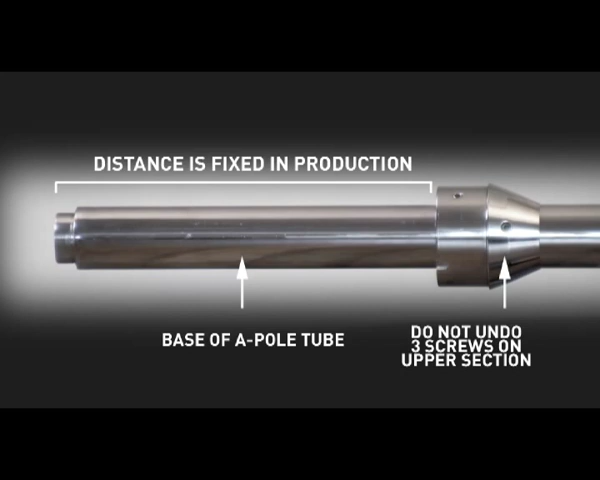 DISTANCE IS FIXED IN PRODUCTION
BASE OF A-POLE TUBE
DO NOT UNDO
3 SCREWS ON
UPPER SECTION